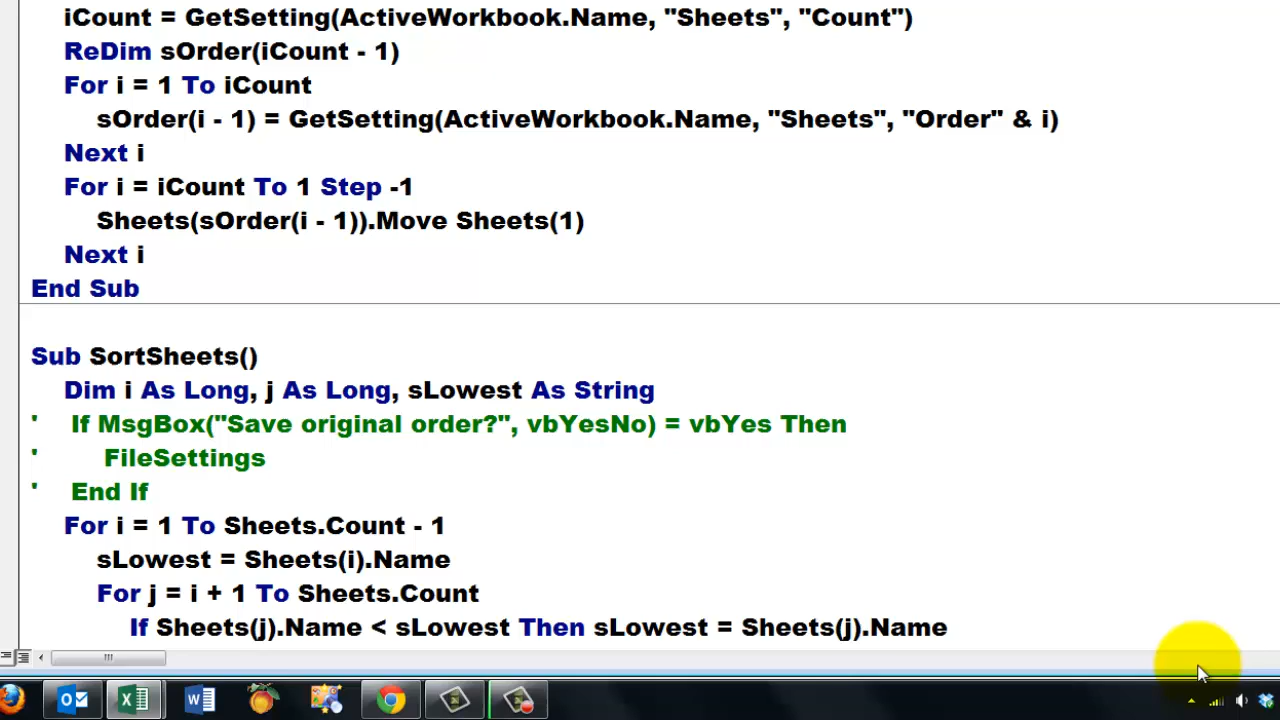 iCount = GetSetting(ActiveWorkbook.Name, "Sheets", "Count")
ReDim sOrder(iCount - 1)
For i = 1 To iCount
sOrder(i - 1) = GetSetting(ActiveWorkbook.Name, "Sheets", "Order" & i)
Next i
For i = iCount To 1 Step -1
Sheets(sOrder(i - 1)).Move Sheets(1)
Next i
End Sub
Sub SortSheets()
Dim i As Long, j As Long, sLowest As String
' If MsgBox("Save original order?", vbYesNo) = vbYes Then
' FileSettings
' End If
For i = 1 To Sheets.Count - 1
sLowest = Sheets(i).Name
For j = i + 1 To Sheets.Count
If Sheets(j).Name < sLowest Then sLowest = Sheets(j).Name